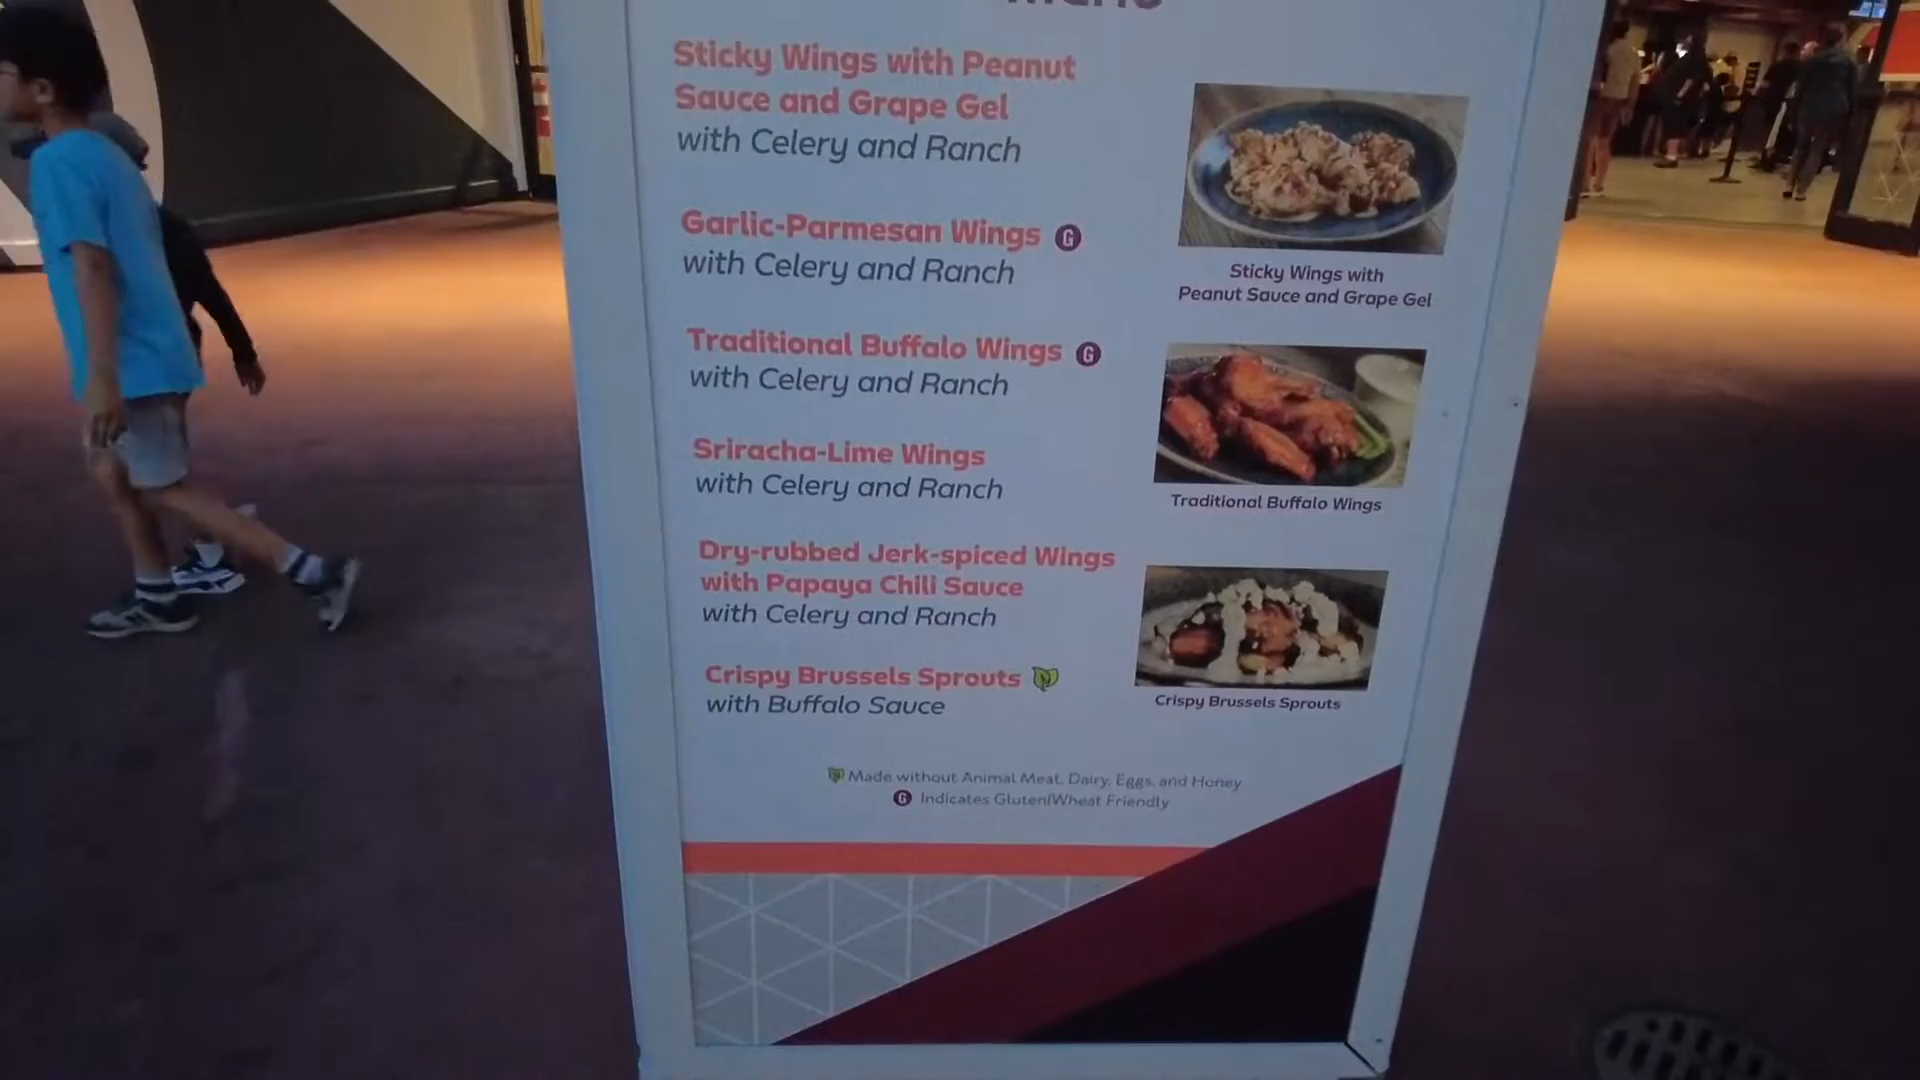 Sticky Wings with Peanut
Sauce and Grape Gel
with Celery and Ranch
Garlic-Parmesan Wings G
with Celery and Ranch
Traditional Buffalo Wings G
with Celery and Ranch
Sriracha-Lime Wings
with Celery and Ranch
Dry-rubbed Jerk-spiced Wings
with Papaya Chili Sauce
with Celery and Ranch
Crispy Brussels Sprouts
with Buffalo Sauce
Sticky Wings with
Peanut Sauce and Grape Gel
Traditional Buffalo Wings
Crispy Brussels Sprouts
Made without Animal Meat, Dairy, Eggs, and Honey
G Indicates Gluten/Wheat Friendly